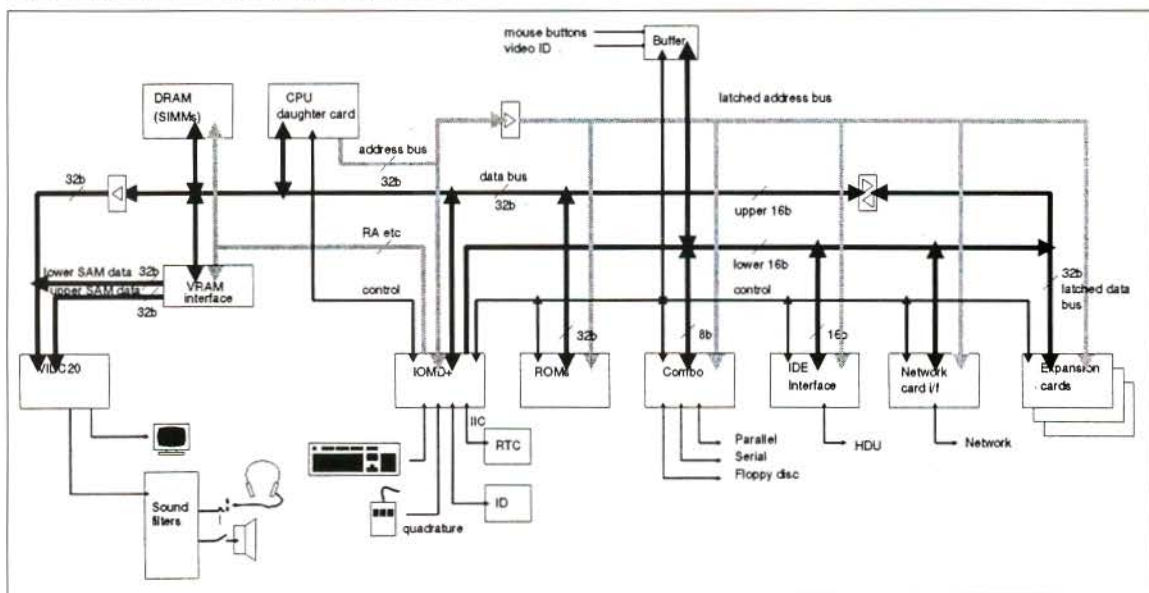 mouse buttons
video ID
Buffer
DRAM
(SIMMs)
CPU
daughter card
latched address bus
address bus
32b
32b
data bus
32b
upper 16b
RA etc
lower 16b
lower SAM data
32b
upper SAM data
32b
VRAM
interface
control
control
32b
latched data
bus
32b
8b
16b
VIDC20
IOMD+
ROMs
Combo
IDE
Interface
Network
card i/f
Expansion
cards
IIC
RTC
Parallel
Serial
Floppy disc
HDU
Network
ID
quadrature
Sound
filters